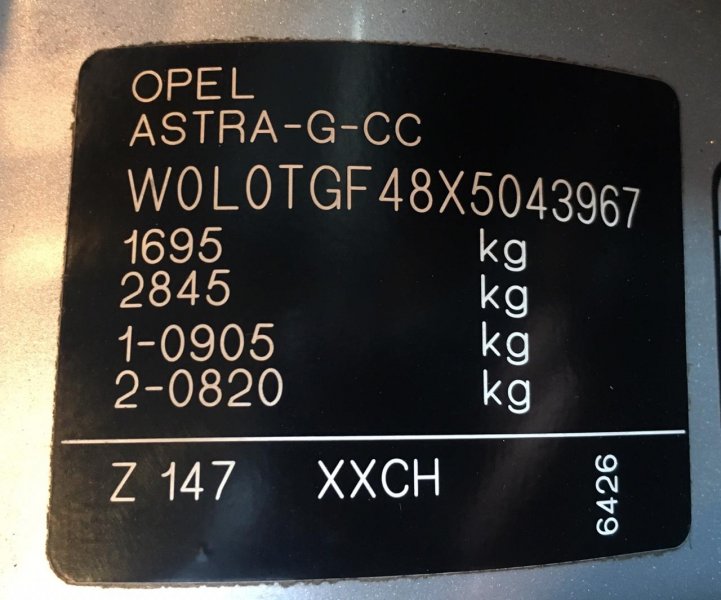 OPEL
ASTRA-G-CC
W0L0TGF48X5043967
1695 kg
2845 kg
1-0905 kg
2-0820 kg
Z 147 XXCH
6426